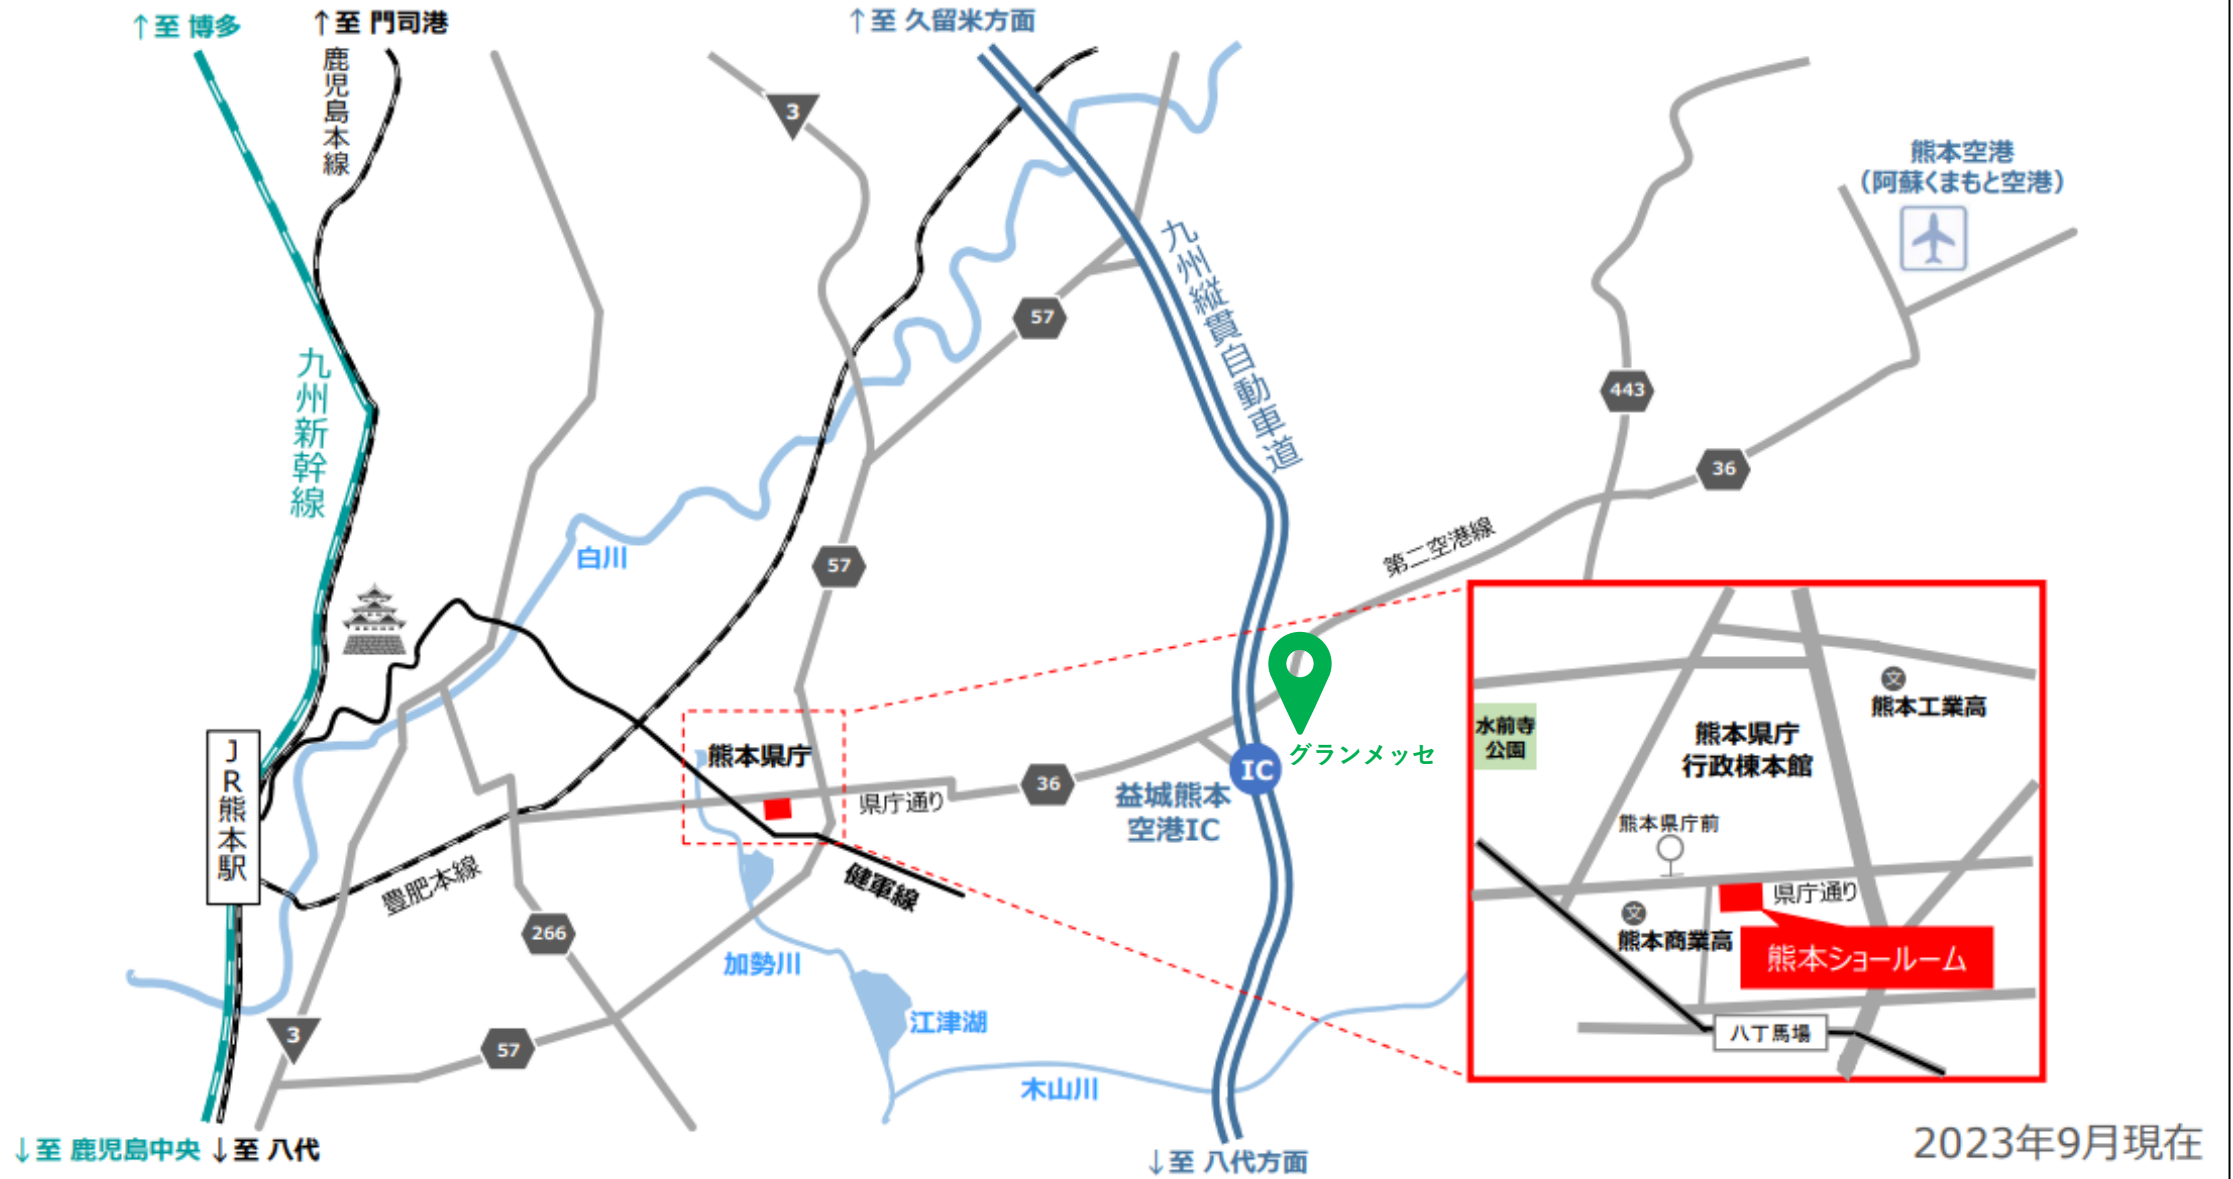 ↑至 博多
↑至 門司港
鹿児島本線
↑至 久留米方面
3
熊本空港
(阿蘇くまもと空港)
九州縦貫自動車道
57
九州新幹線
443
36
第二空港線
白川
57
グランメッセ
IC
益城熊本
空港IC
熊本県庁
36
県庁通り
JR熊本駅
健軍線
豊肥本線
266
加勢川
江津湖
3
57
木山川
↓至 鹿児島中央
↓至 八代
↓至 八代方面
文
熊本工業高
水前寺
公園
熊本県庁
行政棟本館
熊本県庁前
県庁通り
文
熊本商業高
熊本ショールーム
八丁馬場
2023年9月現在